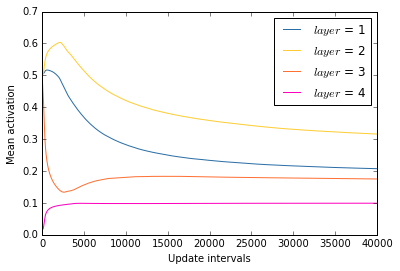 0.7
0.6
0.5
0.4
0.3
0.2
0.1
0.0
Mean activation
layer = 1
layer = 2
layer = 3
layer = 4
0 5000 10000 15000 20000 25000 30000 35000 40000
Update intervals